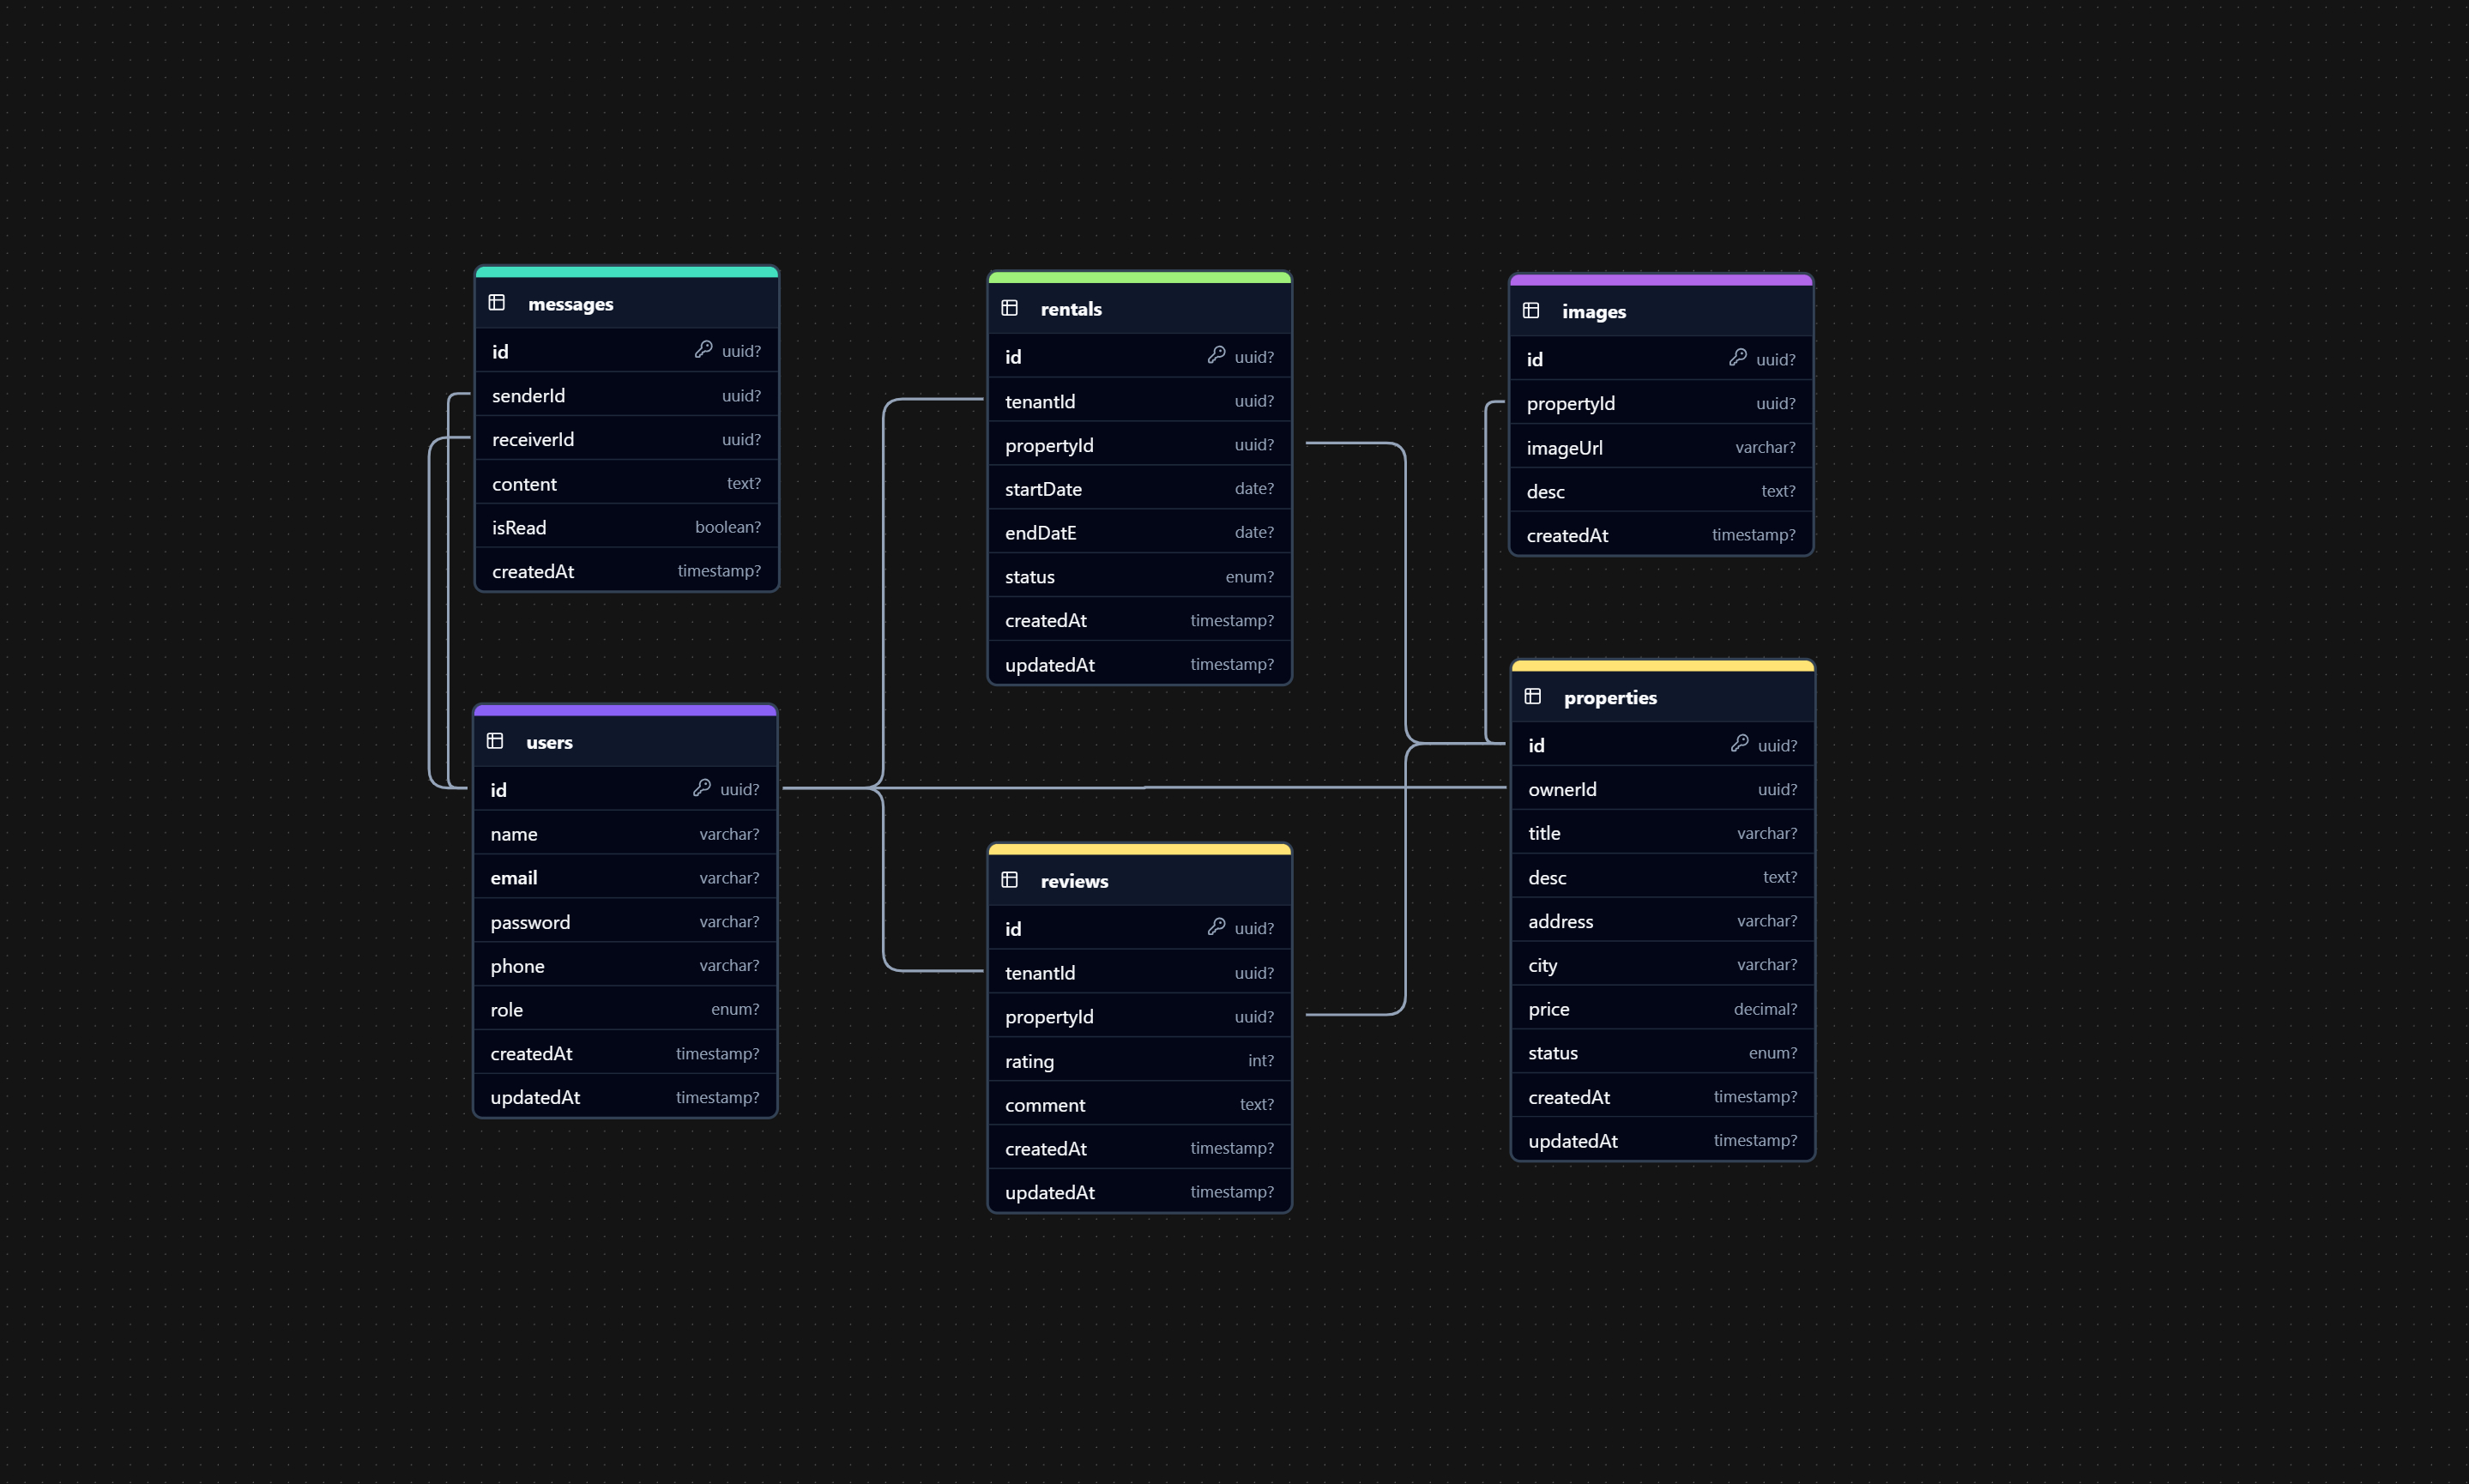 messages
id uuid?
senderId uuid?
receiverId uuid?
content text?
isRead boolean?
createdAt timestamp?
users
id uuid?
name varchar?
email varchar?
password varchar?
phone varchar?
role enum?
createdAt timestamp?
updatedAt timestamp?
rentals
id uuid?
tenantId uuid?
propertyId uuid?
startDate date?
endDatE date?
status enum?
createdAt timestamp?
updatedAt timestamp?
reviews
id uuid?
tenantId uuid?
propertyId uuid?
rating int?
comment text?
createdAt timestamp?
updatedAt timestamp?
images
id uuid?
propertyId uuid?
imageUrl varchar?
desc text?
createdAt timestamp?
properties
id uuid?
ownerId uuid?
title varchar?
desc text?
address varchar?
city varchar?
price decimal?
status enum?
createdAt timestamp?
updatedAt timestamp?